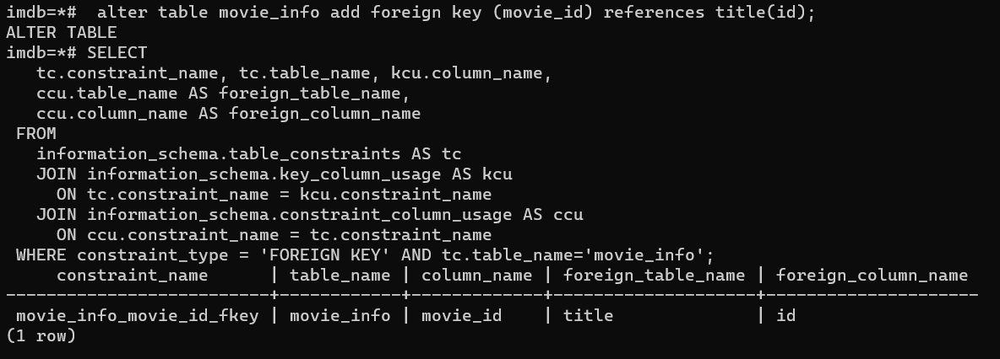 imdb=*#  alter table movie_info add foreign key (movie_id) references title(id);
ALTER TABLE
imdb=*# SELECT
   tc.constraint_name, tc.table_name, kcu.column_name,
   ccu.table_name AS foreign_table_name,
   ccu.column_name AS foreign_column_name
 FROM
   information_schema.table_constraints AS tc
   JOIN information_schema.key_column_usage AS kcu
     ON tc.constraint_name = kcu.constraint_name
   JOIN information_schema.constraint_column_usage AS ccu
     ON ccu.constraint_name = tc.constraint_name
 WHERE constraint_type = 'FOREIGN KEY' AND tc.table_name='movie_info';
     constraint_name      | table_name | column_name | foreign_table_name | foreign_column_name
--------------------------+------------+-------------+--------------------+---------------------
 movie_info_movie_id_fkey | movie_info | movie_id    | title              | id
(1 row)